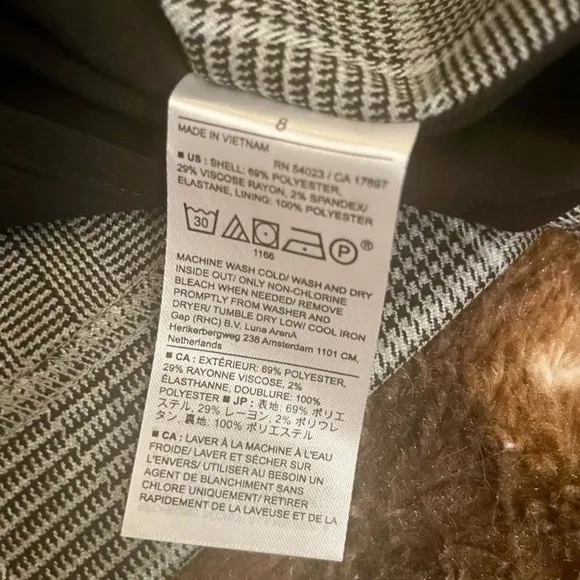 8
MADE IN VIETNAM
RN 54023 / CA 17897
■ US : SHELL: 69% POLYESTER,
29% VISCOSE RAYON, 2% SPANDEX/
ELASTANE, LINING: 100% POLYESTER
30 P ®
1166
MACHINE WASH COLD/ WASH AND DRY
INSIDE OUT/ ONLY NON-CHLORINE
BLEACH WHEN NEEDED/ REMOVE
PROMPTLY FROM WASHER AND
DRYER/ TUMBLE DRY LOW/ COOL IRON
Gap (RHC) B.V. Luna ArenA
Herikerbergweg 238 Amsterdam 1101 CM,
Netherlands
■ CA : EXTÉRIEUR: 69% POLYESTER,
29% RAYONNE VISCOSE, 2%
ÉLASTHANNE, DOUBLURE: 100%
POLYESTER ■ JP : 表地: 69% ポリエ
ステル, 29% レーヨン, 2% ポリウレ
タン, 裏地: 100% ポリエステル
■ CA : LAVER À LA MACHINE À L'EAU
FROIDE/ LAVER ET SÉCHER SUR
L'ENVERS/ UTILISER AU BESOIN UN
AGENT DE BLANCHIMENT SANS
CHLORE UNIQUEMENT/ RETIRER
RAPIDEMENT DE LA LAVEUSE ET DE LA